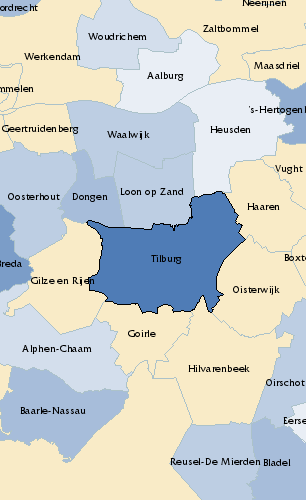 ordrecht
Neerijnen
Woudrichem
Zaltbommel
Werkendam
Maasdriel
Aalburg
mmelen
's-Hertogen
Geertruidenberg
Waalwijk
Heusden
Vught
Oosterhout
Dongen
Loon op Zand
Haaren
Breda
Tilburg
Boxt
Gilze en Rijen
Oisterwijk
Goirle
Alphen-Chaam
Hilvarenbeek
Oirschot
Baarle-Nassau
Eerse
Reusel-De Mierden
Bladel